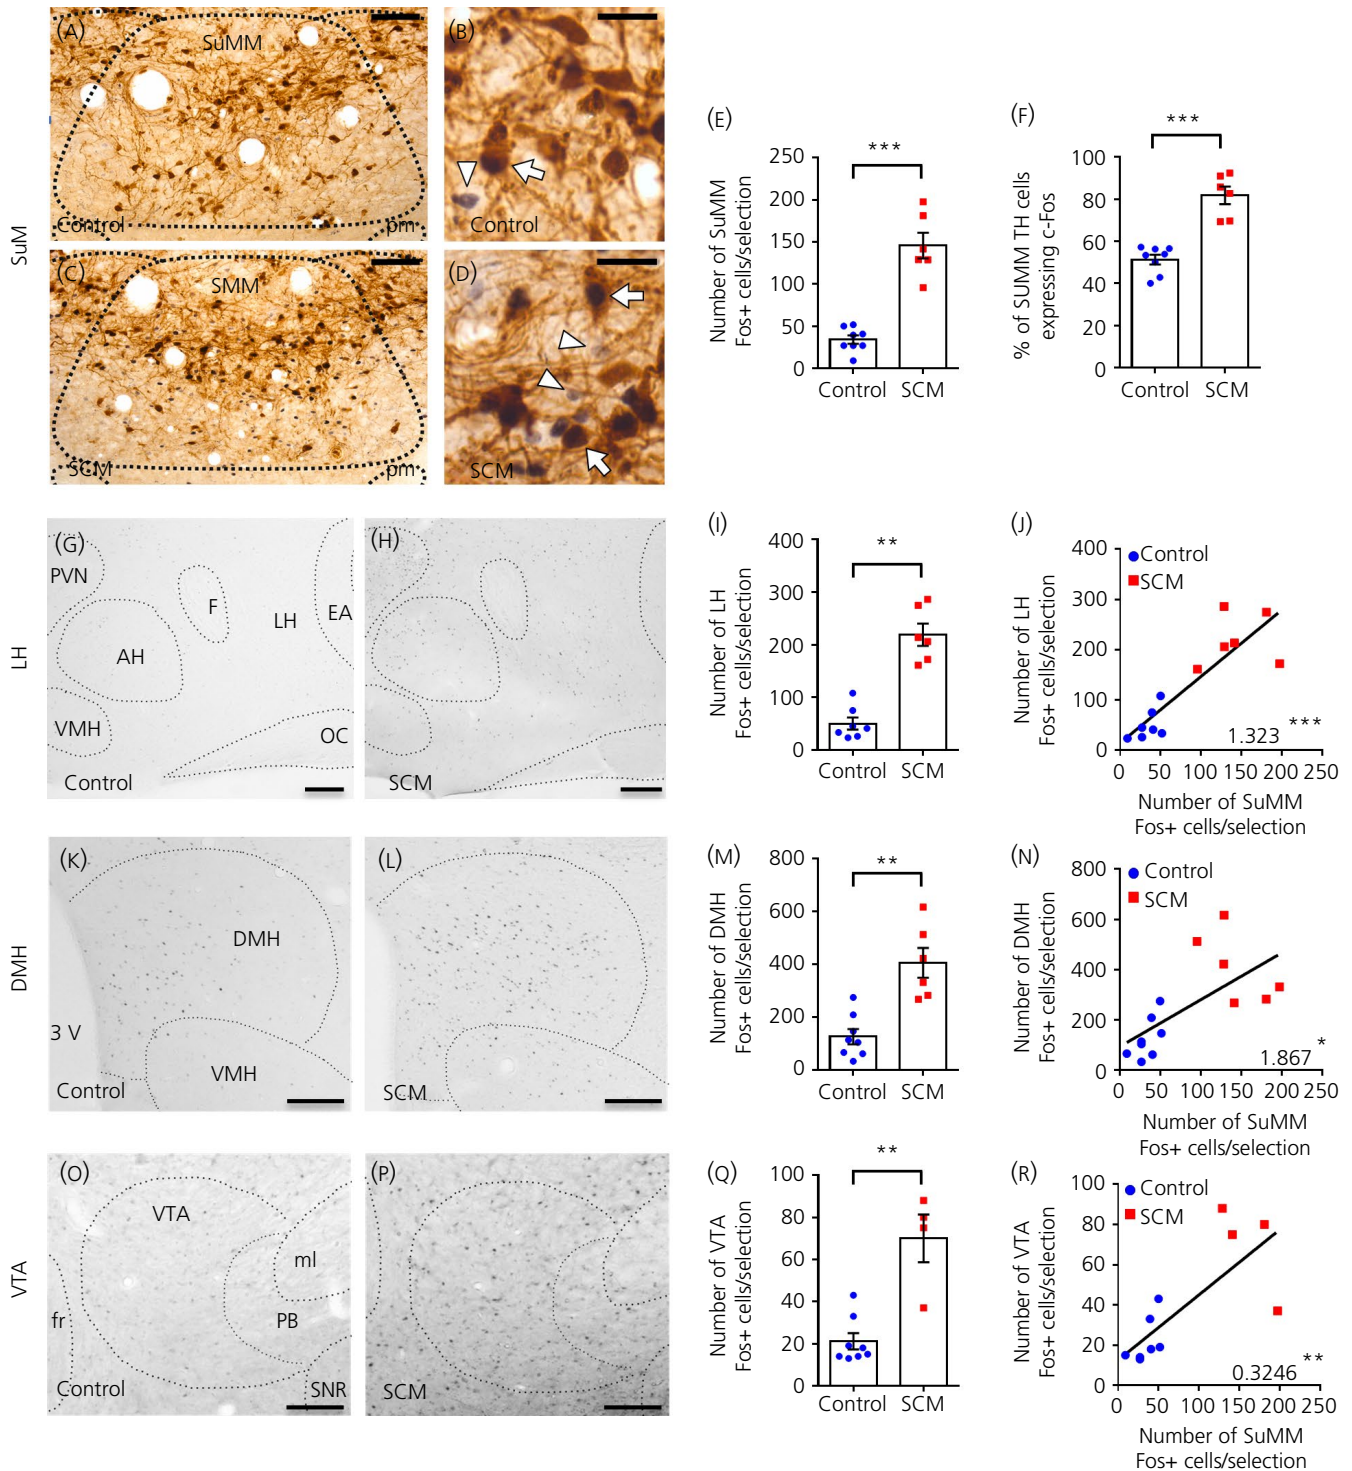 SuM
(A)
SuMM
Control
pm
(B)
Control
(C)
SMM
SCM
pm
(D)
SCM
(E)
Number of SuMM
Fos+ cells/selection
250
200
150
100
50
0
***
Control
SCM
(F)
% of SUMM TH cells
expressing c-Fos
100
80
60
40
20
0
***
Control
SCM
LH
(G)
PVN
F
LH
EA
AH
VMH
OC
Control
(H)
SCM
(I)
Number of LH
Fos+ cells/selection
400
300
200
100
0
**
Control
SCM
(J)
Number of LH
Fos+ cells/selection
400
300
200
100
0
Control
SCM
1.323 ***
0 50 100 150 200 250
Number of SuMM
Fos+ cells/selection
DMH
(K)
DMH
3 V
VMH
Control
(L)
SCM
(M)
Number of DMH
Fos+ cells/selection
800
600
400
200
0
**
Control
SCM
(N)
Number of DMH
Fos+ cells/selection
800
600
400
200
0
Control
SCM
1.867 *
0 50 100 150 200 250
Number of SuMM
Fos+ cells/selection
VTA
(O)
VTA
ml
fr
PB
Control
SNR
(P)
SCM
(Q)
Number of VTA
Fos+ cells/selection
100
80
60
40
20
0
**
Control
SCM
(R)
Number of VTA
Fos+ cells/selection
100
80
60
40
20
0
Control
SCM
0.3246 **
0 50 100 150 200 250
Number of SuMM
Fos+ cells/selection